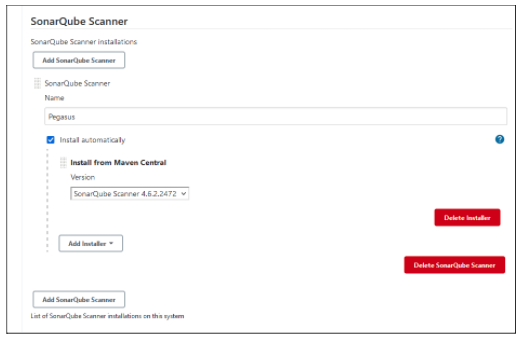 SonarQube Scanner
SonarQube Scanner installations
Add SonarQube Scanner
SonarQube Scanner
Name
Pegasus
Install automatically
?
Install from Maven Central
Version
SonarQube Scanner 4.6.2.2472
Delete Installer
Add Installer
Delete SonarQube Scanner
Add SonarQube Scanner
List of SonarQube Scanner installations on this system